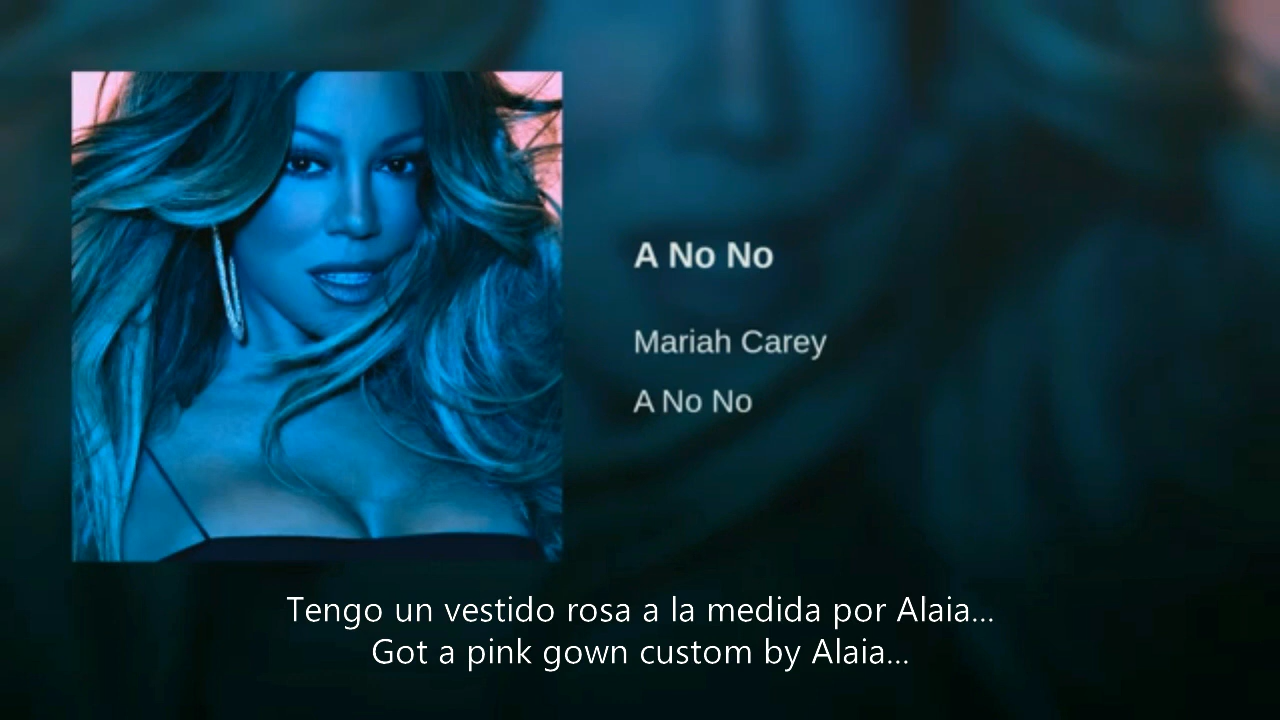 A No No
Mariah Carey
A No No
Tengo un vestido rosa a la medida por Alaia...
Got a pink gown custom by Alaia...